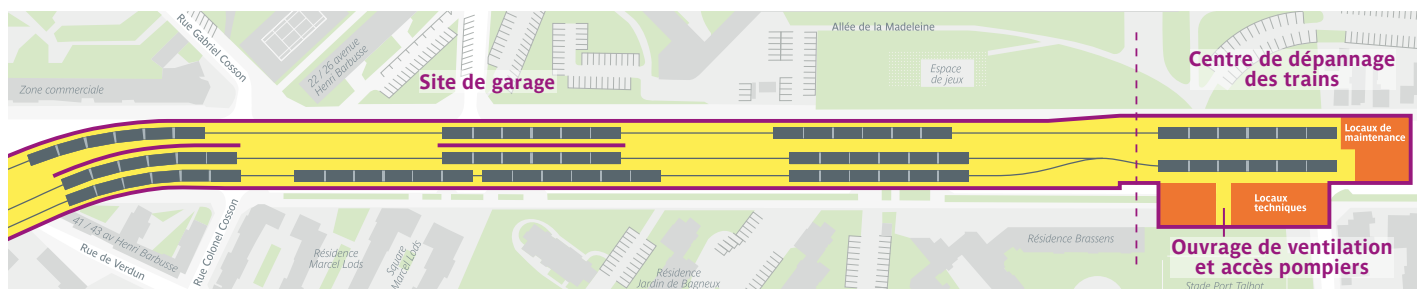 Rue Gabriel Cosson
Zone commerciale
22 / 26 avenue
Henri Barbusse
Site de garage
Allée de la Madeleine
Espace
de jeux
Centre de dépannage
des trains
Locaux de
maintenance
Locaux
techniques
41 / 43 av Henri Barbusse
Rue de Verdun
Rue Colonel Cosson
Résidence
Marcel Lods
Square
Marcel Lods
Résidence
Jardin de Bagneux
Résidence Brassens
Ouvrage de ventilation
et accès pompiers
Stade Port Talbot